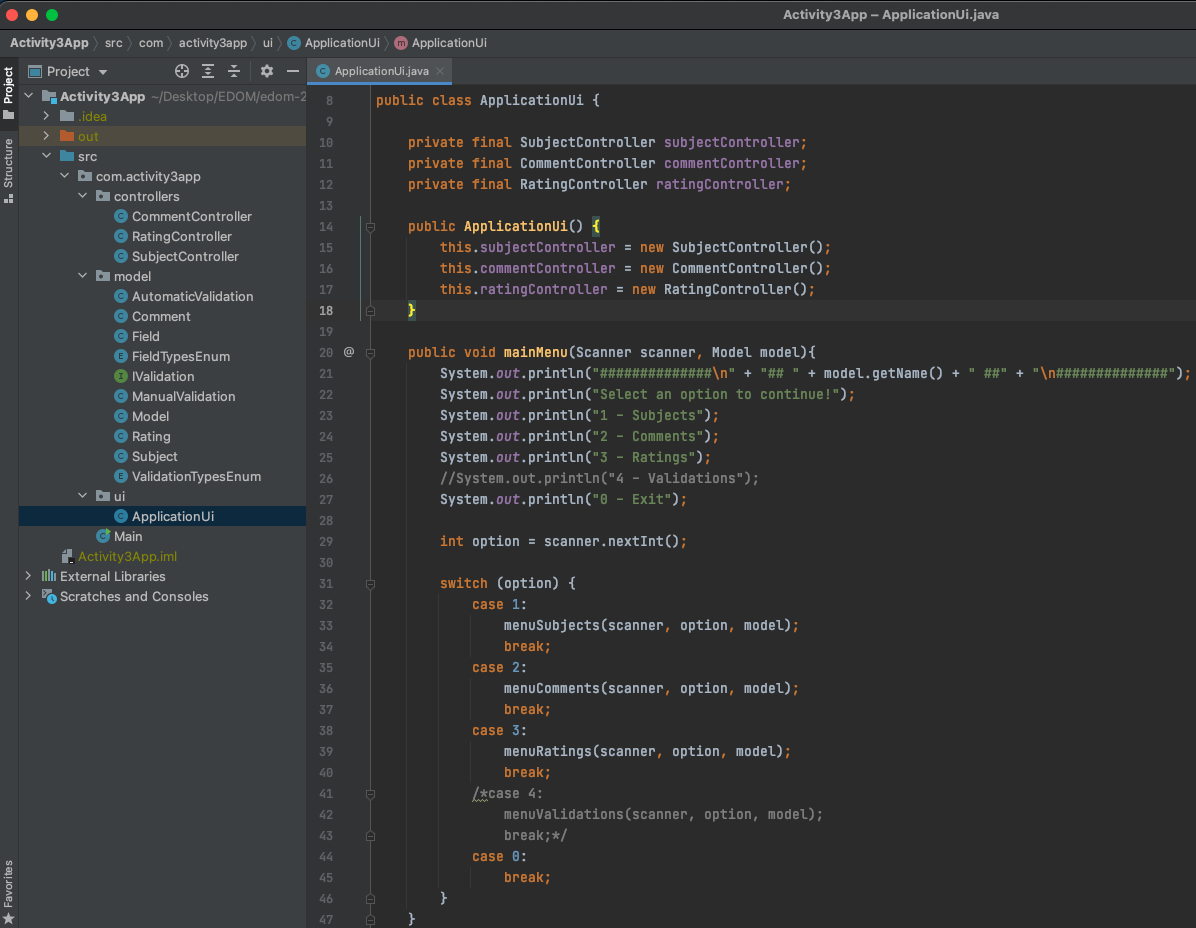 Activity3App – ApplicationUi.java
Activity3App src com activity3app ui ApplicationUi ApplicationUi
Project
Structure
Favorites
Project
Activity3App ~/Desktop/EDOM/edom-2
.idea
out
src
com.activity3app
controllers
CommentController
RatingController
SubjectController
model
AutomaticValidation
Comment
Field
FieldTypesEnum
IValidation
ManualValidation
Model
Rating
Subject
ValidationTypesEnum
ui
ApplicationUi
Main
Activity3App.iml
External Libraries
Scratches and Consoles
ApplicationUi.java
8 public class ApplicationUi {
9
10 private final SubjectController subjectController;
11 private final CommentController commentController;
12 private final RatingController ratingController;
13
14 public ApplicationUi() {
15 this.subjectController = new SubjectController();
16 this.commentController = new CommentController();
17 this.ratingController = new RatingController();
18 }
19
20 @ public void mainMenu(Scanner scanner, Model model){
21 System.out.println("##############\n" + "## " + model.getName() + " ##" + "\n##############");
22 System.out.println("Select an option to continue!");
23 System.out.println("1 - Subjects");
24 System.out.println("2 - Comments");
25 System.out.println("3 - Ratings");
26 //System.out.println("4 - Validations");
27 System.out.println("0 - Exit");
28
29 int option = scanner.nextInt();
30
31 switch (option) {
32 case 1:
33 menuSubjects(scanner, option, model);
34 break;
35 case 2:
36 menuComments(scanner, option, model);
37 break;
38 case 3:
39 menuRatings(scanner, option, model);
40 break;
41 /*case 4:
42 menuValidations(scanner, option, model);
43 break;*/
44 case 0:
45 break;
46 }
47 }